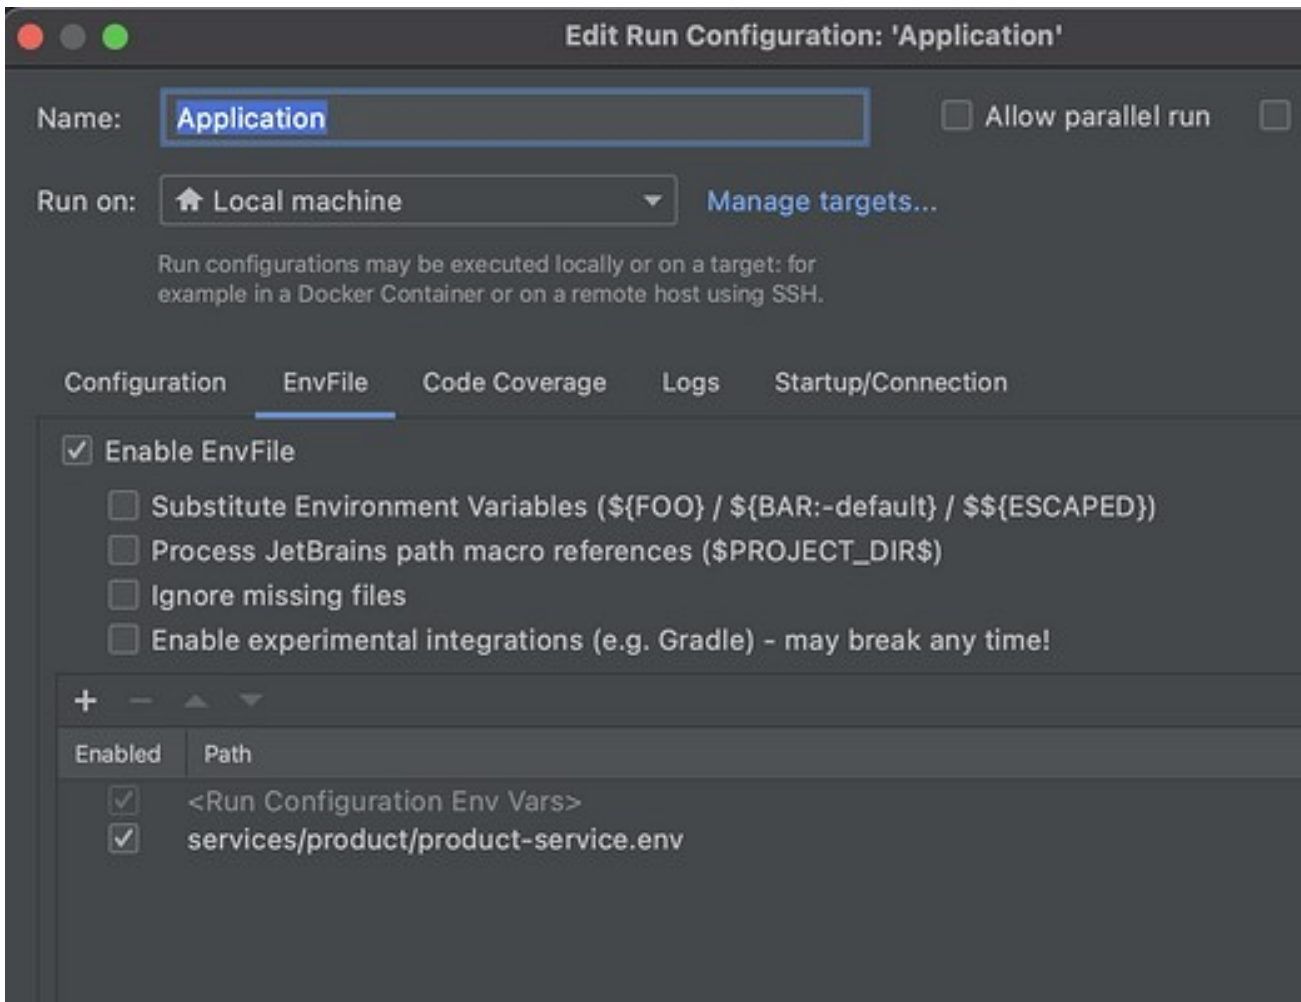 Edit Run Configuration: 'Application'
Name: Application Allow parallel run
Run on: Local machine Manage targets...
Run configurations may be executed locally or on a target: for
example in a Docker Container or on a remote host using SSH.
Configuration EnvFile Code Coverage Logs Startup/Connection
Enable EnvFile
Substitute Environment Variables (${FOO} / ${BAR:-default} / $${ESCAPED})
Process JetBrains path macro references ($PROJECT_DIR$)
Ignore missing files
Enable experimental integrations (e.g. Gradle) - may break any time!
Enabled Path
<Run Configuration Env Vars>
services/product/product-service.env